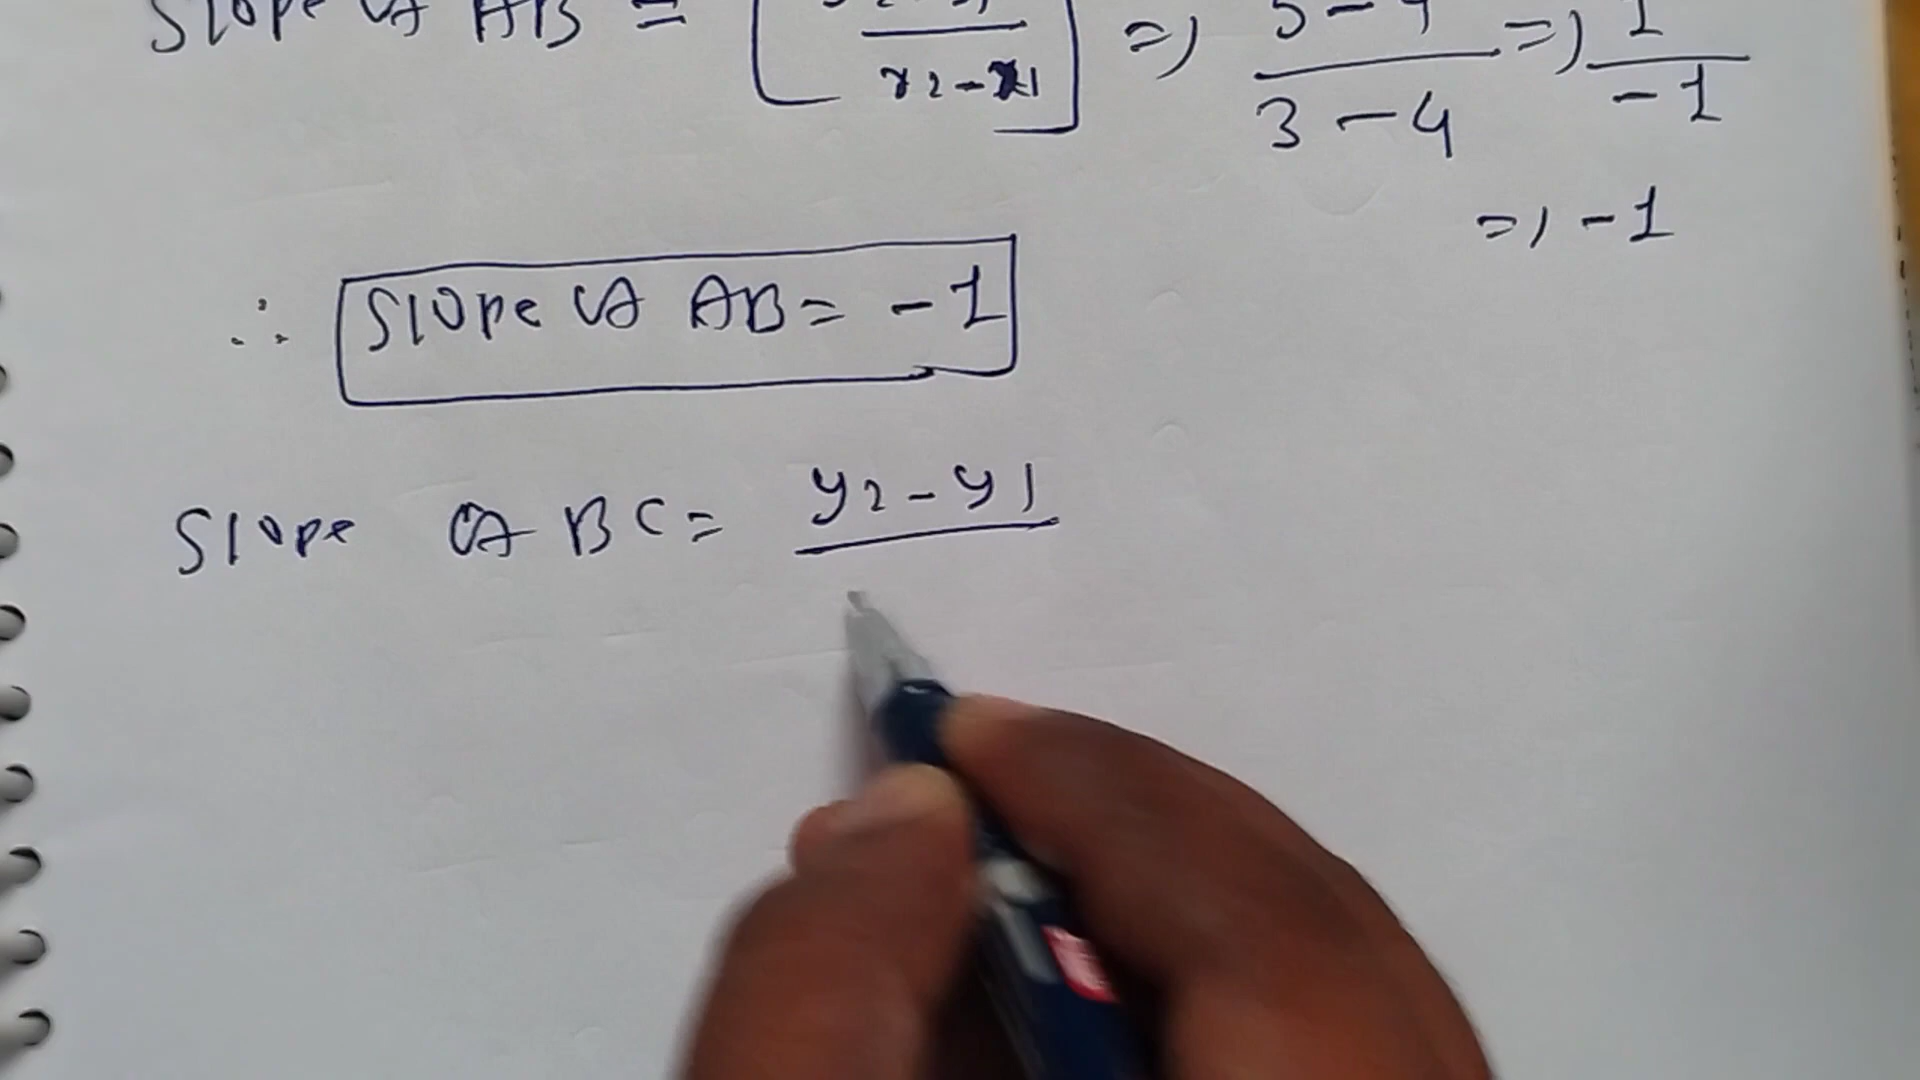 Slope of AB = [y2-y1/x2-x1] => 5-4/3-4 => 1/-1
=> -1
∴ Slope of AB = -1
Slope of BC = y2-y1